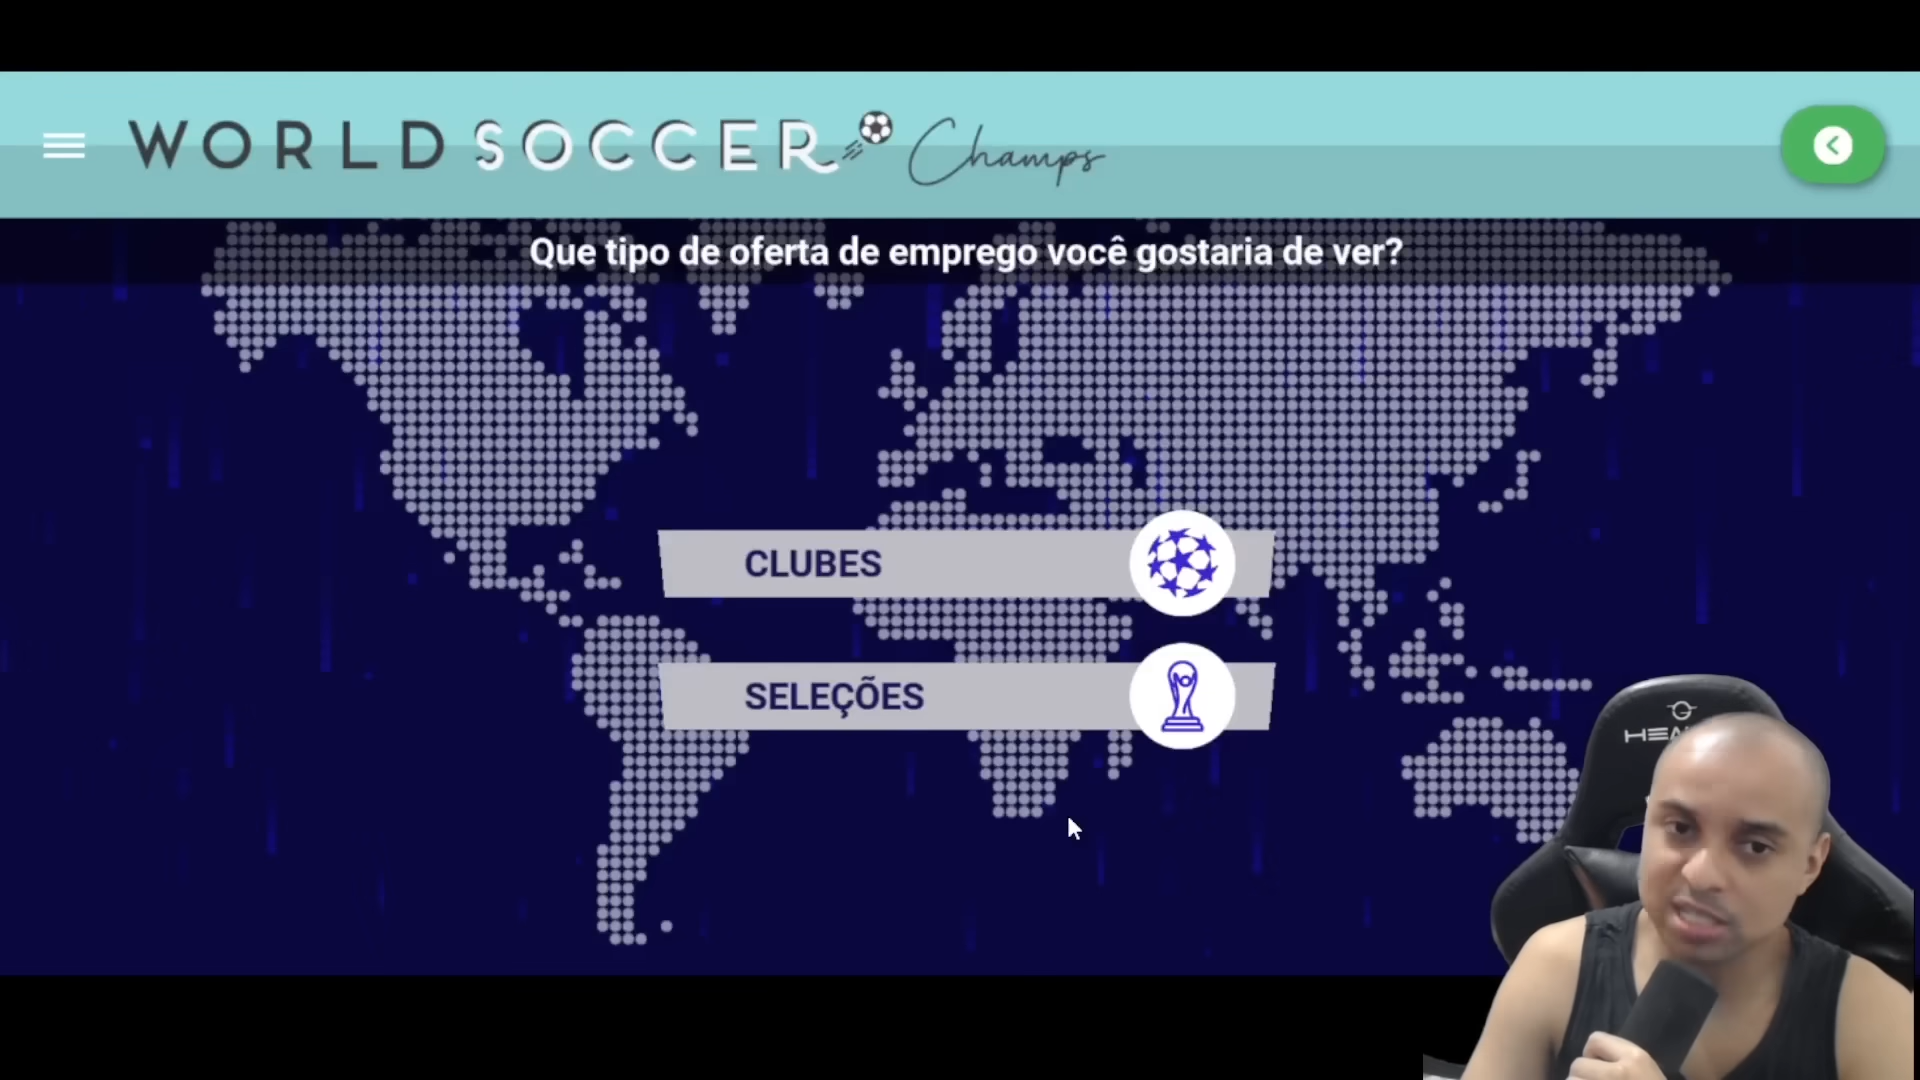 WORLD SOCCER Champs
Que tipo de oferta de emprego você gostaria de ver?
CLUBES
SELEÇÕES